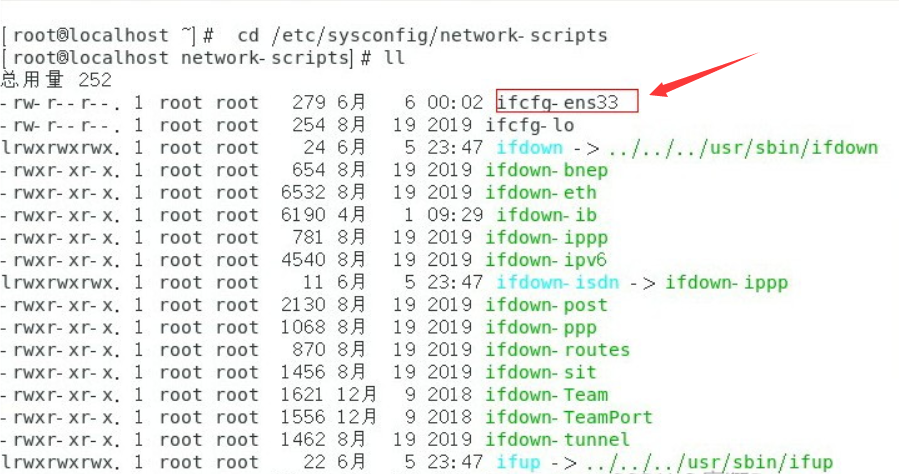 [root@localhost ~]#  cd /etc/sysconfig/network-scripts
[root@localhost network-scripts]# ll
总用量 252
-rw-r--r--. 1 root root   279 6月   6 00:02 ifcfg-ens33
-rw-r--r--. 1 root root   254 8月  19 2019 ifcfg-lo
lrwxrwxrwx. 1 root root    24 6月   5 23:47 ifdown -> ../../../usr/sbin/ifdown
-rwxr-xr-x. 1 root root   654 8月  19 2019 ifdown-bnep
-rwxr-xr-x. 1 root root  6532 8月  19 2019 ifdown-eth
-rwxr-xr-x. 1 root root  6190 4月   1 09:29 ifdown-ib
-rwxr-xr-x. 1 root root   781 8月  19 2019 ifdown-ippp
-rwxr-xr-x. 1 root root  4540 8月  19 2019 ifdown-ipv6
lrwxrwxrwx. 1 root root    11 6月   5 23:47 ifdown-isdn -> ifdown-ippp
-rwxr-xr-x. 1 root root  2130 8月  19 2019 ifdown-post
-rwxr-xr-x. 1 root root  1068 8月  19 2019 ifdown-ppp
-rwxr-xr-x. 1 root root   870 8月  19 2019 ifdown-routes
-rwxr-xr-x. 1 root root  1456 8月  19 2019 ifdown-sit
-rwxr-xr-x. 1 root root  1621 12月  9 2018 ifdown-Team
-rwxr-xr-x. 1 root root  1556 12月  9 2018 ifdown-TeamPort
-rwxr-xr-x. 1 root root  1462 8月  19 2019 ifdown-tunnel
lrwxrwxrwx. 1 root root    22 6月   5 23:47 ifup -> ../../../usr/sbin/ifup